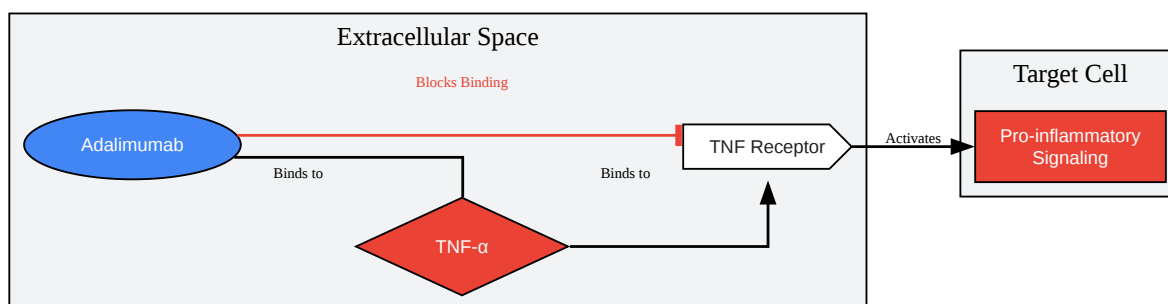 Extracellular Space
Blocks Binding
Target Cell
Adalimumab
TNF Receptor
Activates
Pro-inflammatory
Signaling
Binds to
Binds to
TNF-α